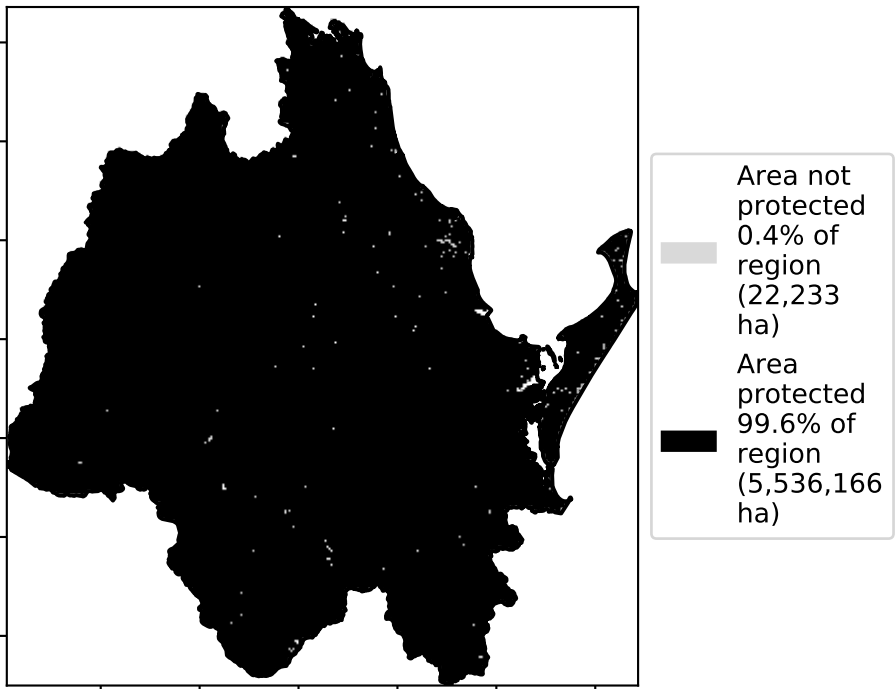 Area not
protected
0.4% of
region
(22,233
ha)
Area
protected
99.6% of
region
(5,536,166
ha)